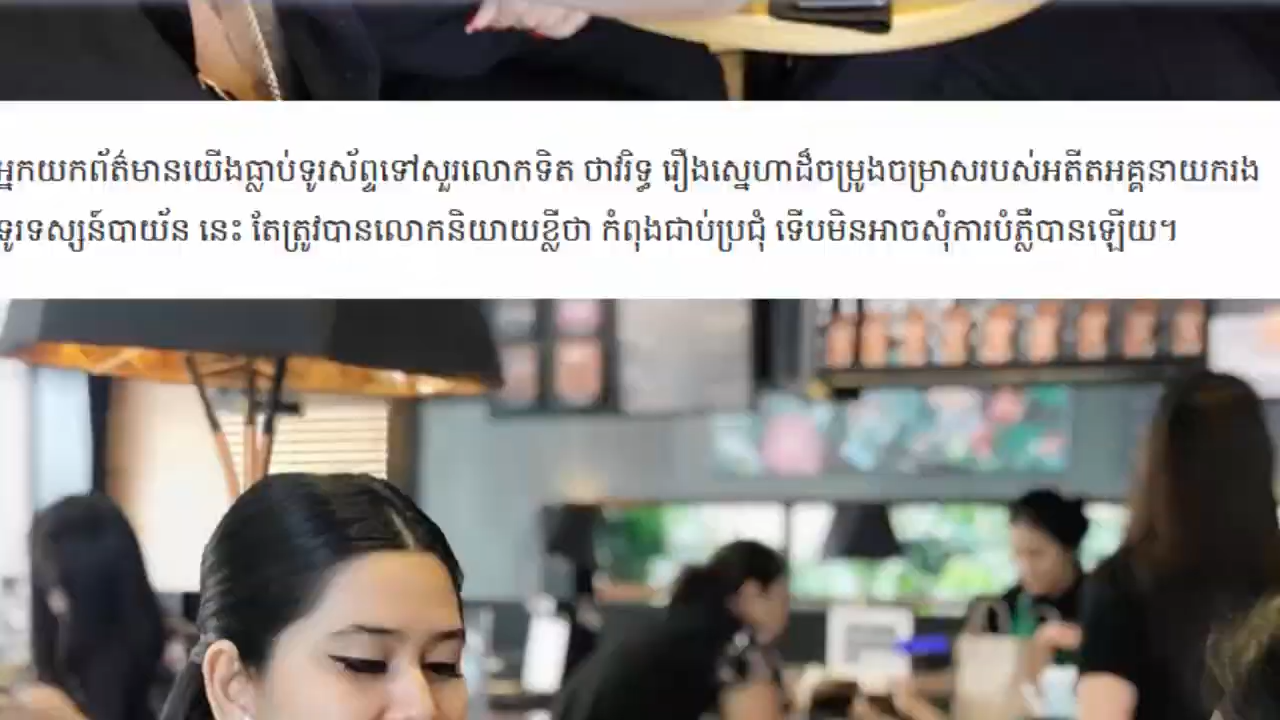 អ្នកយកព័ត៌មានយើងធ្លាប់ទូរស័ព្ទទៅសួរលោកទិត ថាវរិទ្ធ រឿងស្នេហាដ៏ចម្រូងចម្រាសរបស់អតីតអគ្គនាយករង
ទូរទស្សន៍បាយ័ន នេះ តែត្រូវបានលោកនិយាយខ្លីថា កំពុងជាប់ប្រជុំ ទើបមិនអាចសុំការបំភ្លឺបានឡើយ។